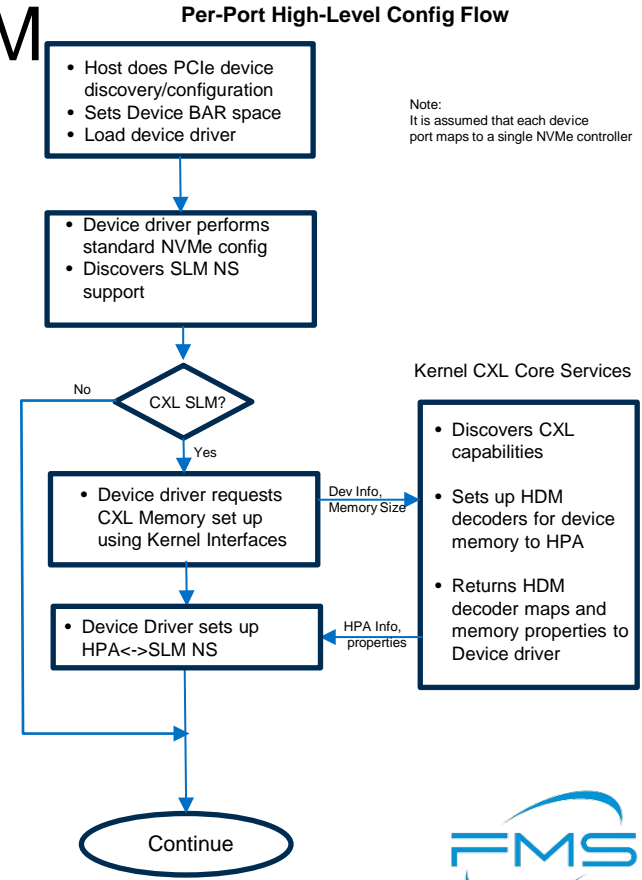 M
Per-Port High-Level Config Flow
• Host does PCIe device
discovery/configuration
• Sets Device BAR space
• Load device driver
Note:
It is assumed that each device
port maps to a single NVMe controller
• Device driver performs
standard NVMe config
• Discovers SLM NS
support
No
CXL SLM?
Yes
Kernel CXL Core Services
• Device driver requests
CXL Memory set up
using Kernel Interfaces
Dev Info,
Memory Size
• Discovers CXL
capabilities
• Sets up HDM
decoders for device
memory to HPA
• Returns HDM
decoder maps and
memory properties to
Device driver
• Device Driver sets up
HPA<->SLM NS
HPA Info,
properties
Continue
FMS